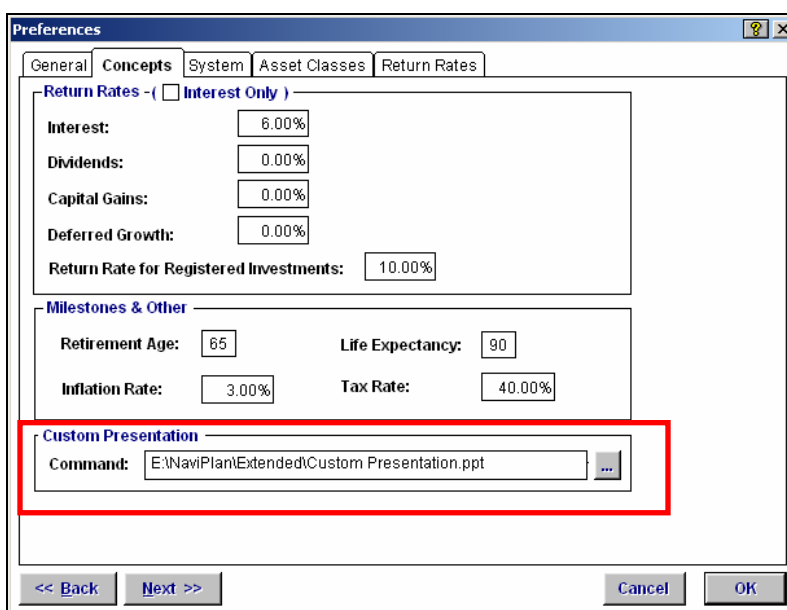 Preferences
General Concepts System Asset Classes Return Rates
Return Rates -( Interest Only )
Interest: 6.00%
Dividends: 0.00%
Capital Gains: 0.00%
Deferred Growth: 0.00%
Return Rate for Registered Investments: 10.00%
Milestones & Other
Retirement Age: 65 Life Expectancy: 90
Inflation Rate: 3.00% Tax Rate: 40.00%
Custom Presentation
Command: E:\NaviPlan\Extended\Custom Presentation.ppt ...
<< Back Next >> Cancel OK